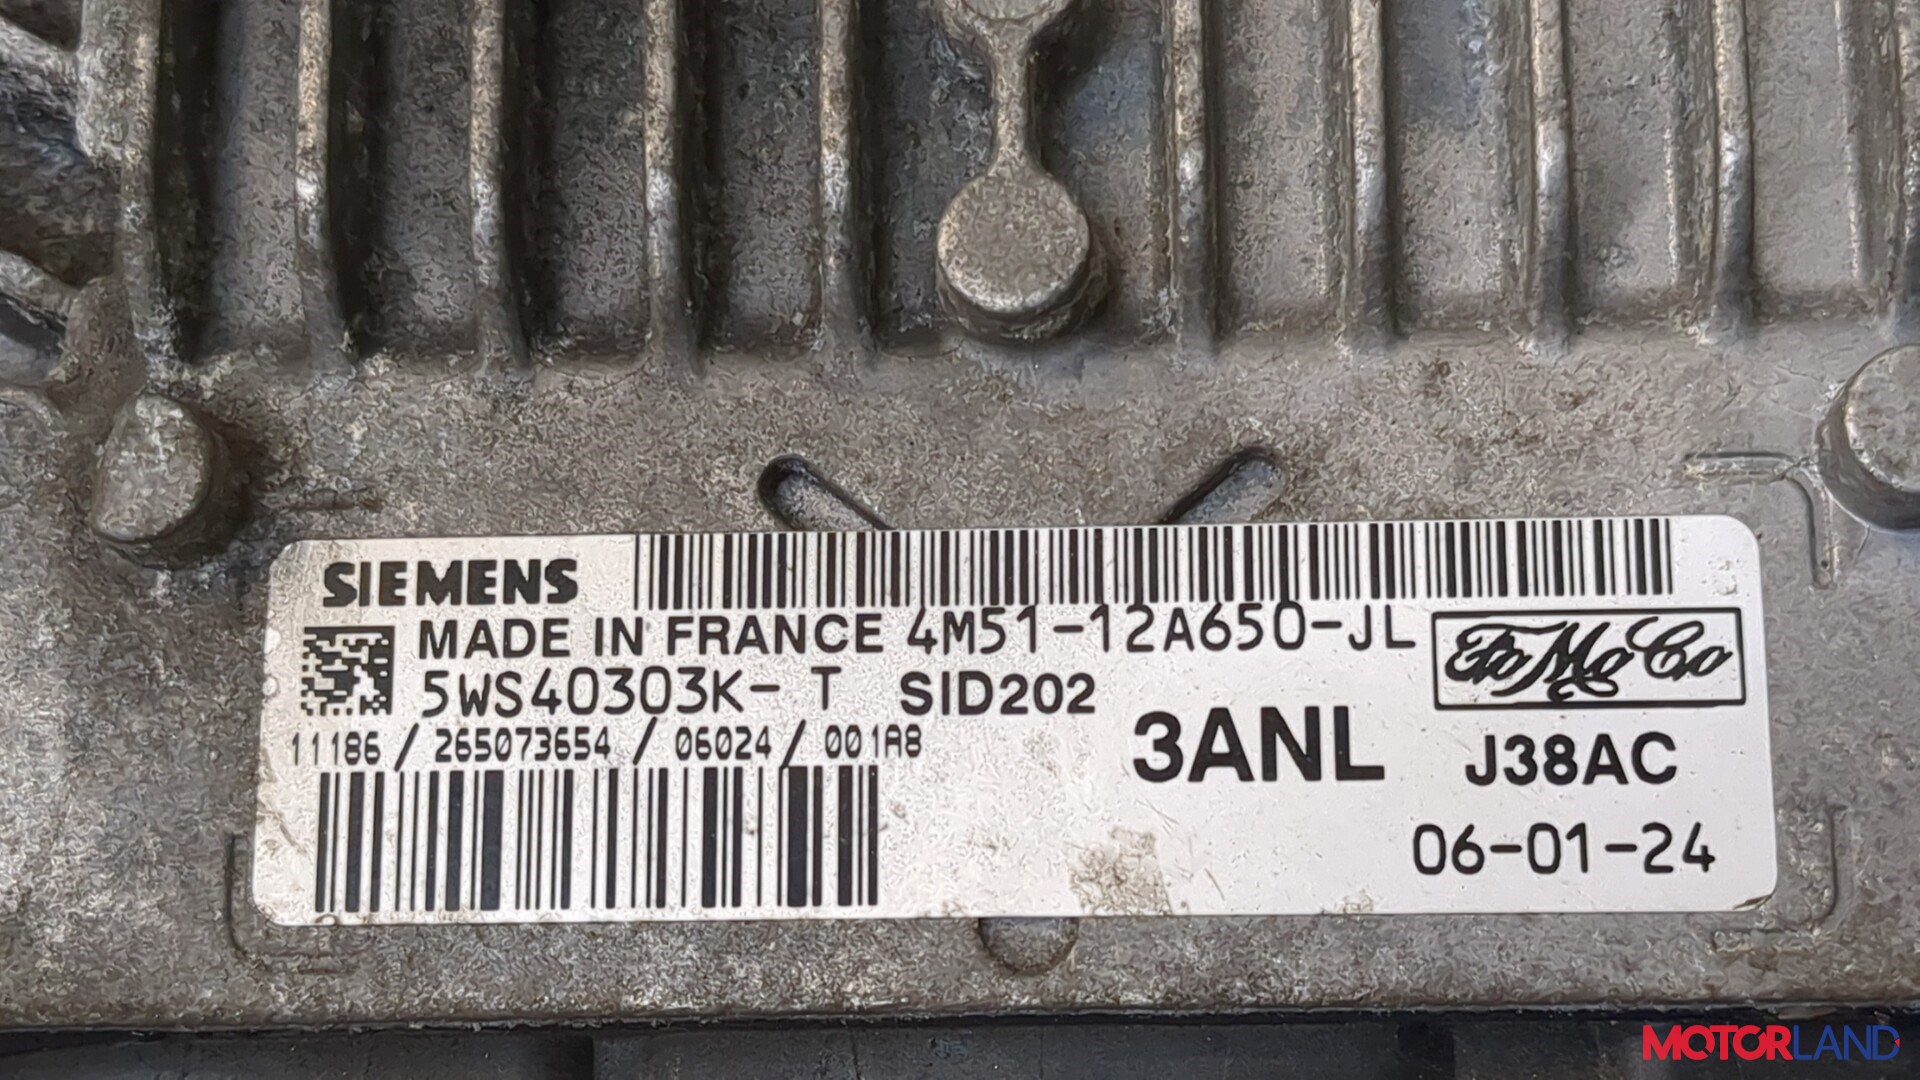 SIEMENS
MADE IN FRANCE 4M51-12A650-JL
FoMoCo
5WS40303K- T SID202
11186 / 265073654 / 06024 / 001A8
3ANL J38AC
06-01-24
MOTORLAND